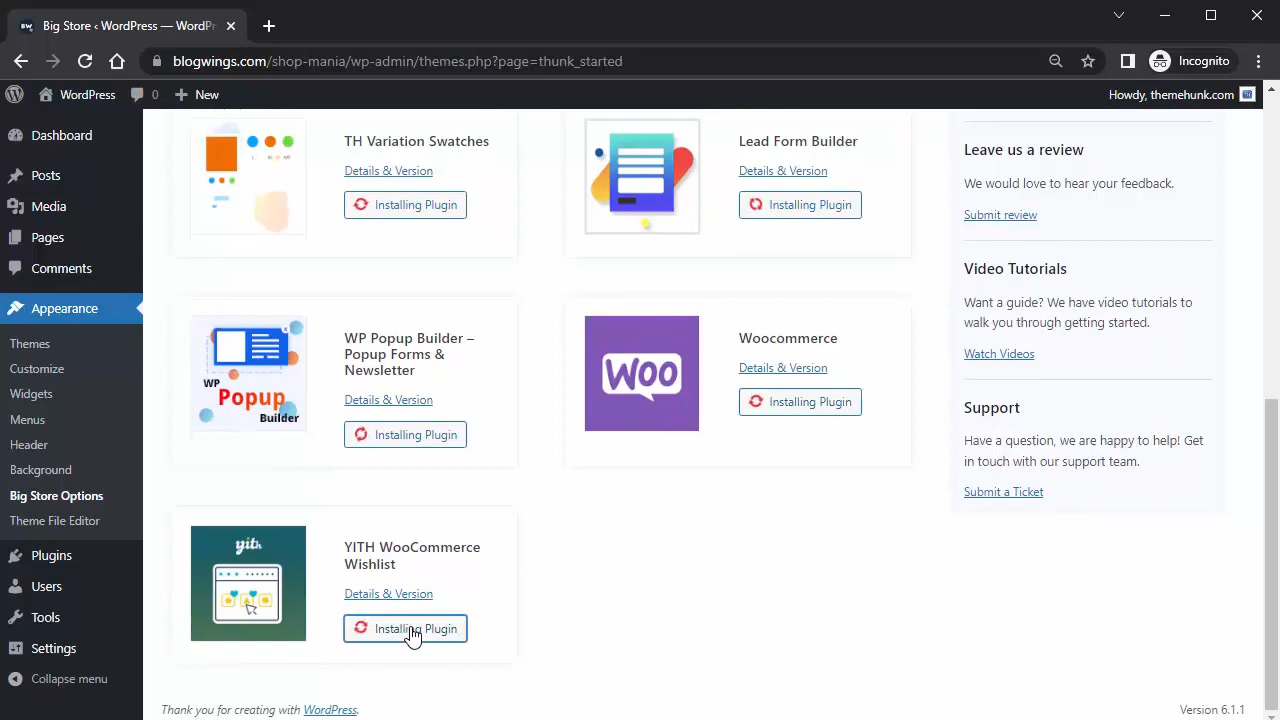 Big Store ‹ WordPress — WordPr
blogwings.com/shop-mania/wp-admin/themes.php?page=thunk_started
Incognito
WordPress
0
New
Howdy, themehunk.com
Dashboard
Posts
Media
Pages
Comments
Appearance
Themes
Customize
Widgets
Menus
Header
Background
Big Store Options
Theme File Editor
Plugins
Users
Tools
Settings
Collapse menu
TH Variation Swatches
Details & Version
Installing Plugin
Lead Form Builder
Details & Version
Installing Plugin
WP
Popup
Builder
WP Popup Builder –
Popup Forms &
Newsletter
Details & Version
Installing Plugin
WOO
Woocommerce
Details & Version
Installing Plugin
yith
YITH WooCommerce
Wishlist
Details & Version
Installing Plugin
Leave us a review
We would love to hear your feedback.
Submit review
Video Tutorials
Want a guide? We have video tutorials to
walk you through getting started.
Watch Videos
Support
Have a question, we are happy to help! Get
in touch with our support team.
Submit a Ticket
Thank you for creating with WordPress.
Version 6.1.1